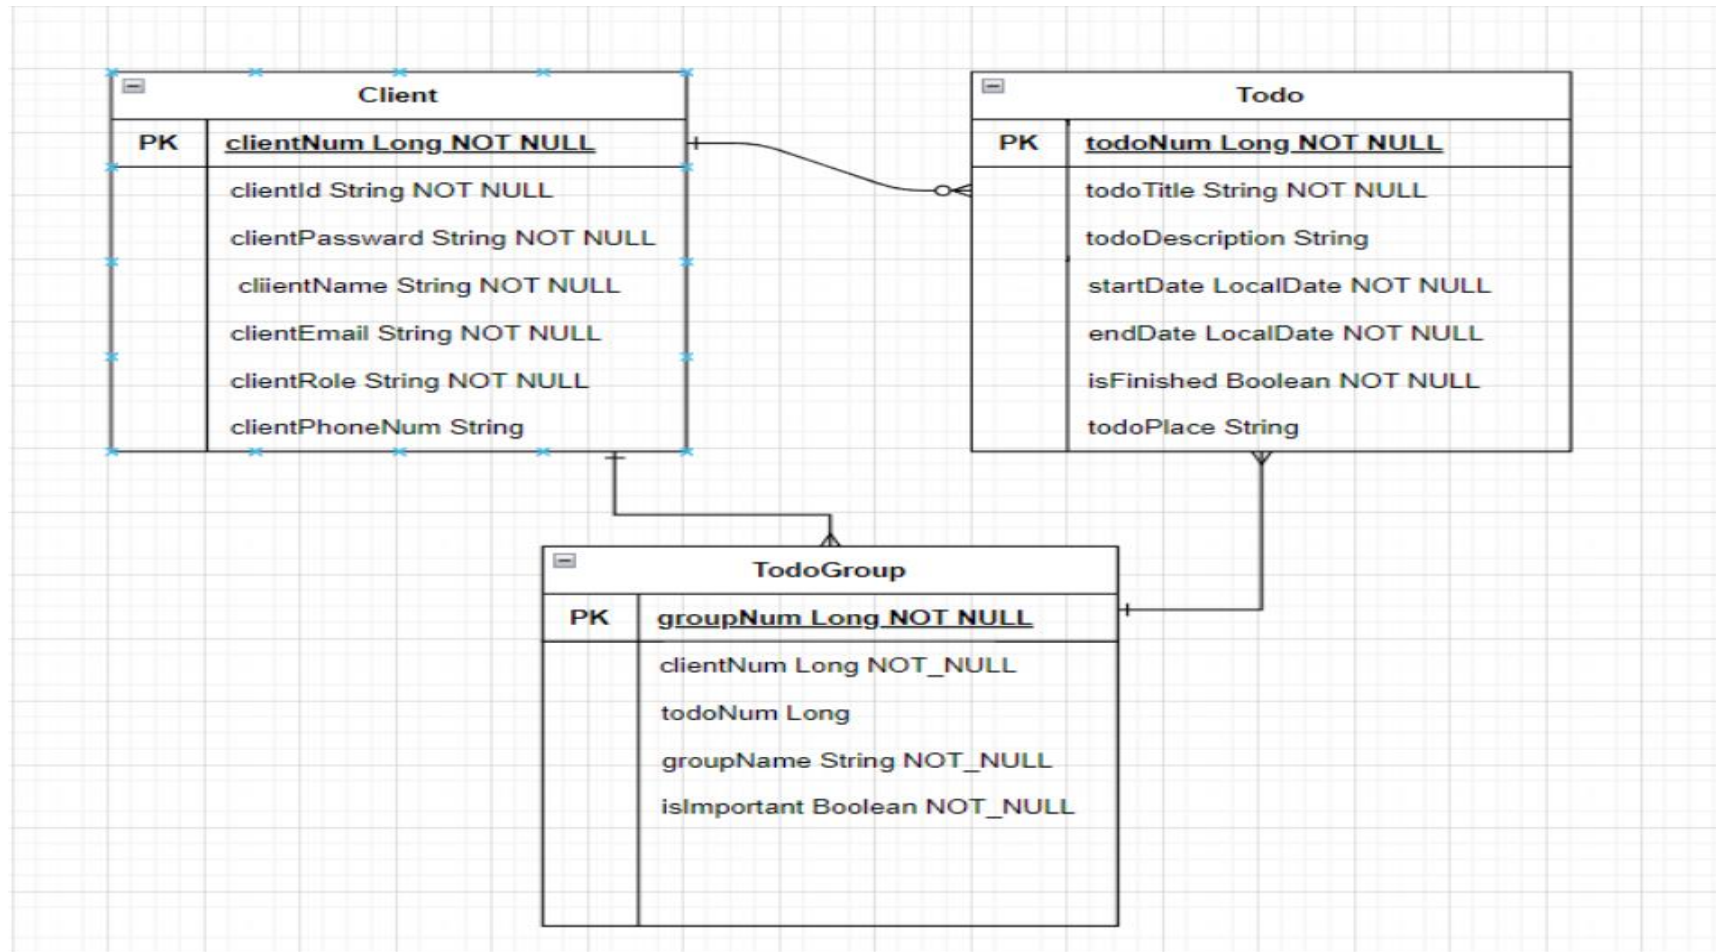 Client
PK clientNum Long NOT NULL
clientId String NOT NULL
clientPassward String NOT NULL
cliientName String NOT NULL
clientEmail String NOT NULL
clientRole String NOT NULL
clientPhoneNum String
Todo
PK todoNum Long NOT NULL
todoTitle String NOT NULL
todoDescription String
startDate LocalDate NOT NULL
endDate LocalDate NOT NULL
isFinished Boolean NOT NULL
todoPlace String
TodoGroup
PK groupNum Long NOT NULL
clientNum Long NOT_NULL
todoNum Long
groupName String NOT_NULL
isImportant Boolean NOT_NULL